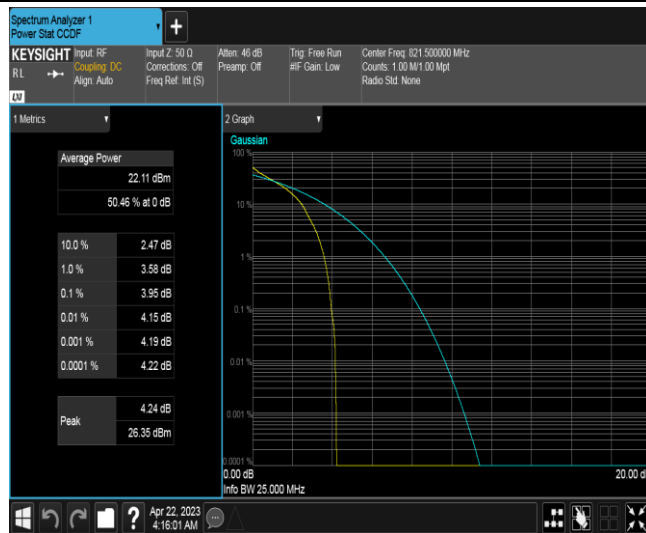 Spectrum Analyzer 1
Power Stat CCDF
KEYSIGHT
RL
Input: RF
Coupling: DC
Align: Auto
Input Z: 50 Ω
Corrections: Off
Freq Ref: Int (S)
Atten: 46 dB
Preamp: Off
Trig: Free Run
#IF Gain: Low
Center Freq: 821.500000 MHz
Counts: 1.00 M/1.00 Mpt
Radio Std: None
1 Metrics
Average Power
22.11 dBm
50.46 % at 0 dB
10.0 % 2.47 dB
1.0 % 3.58 dB
0.1 % 3.95 dB
0.01 % 4.15 dB
0.001 % 4.19 dB
0.0001 % 4.22 dB
Peak
4.24 dB
26.35 dBm
2 Graph
Gaussian
100 %
10 %
1 %
0.1 %
0.01 %
0.001 %
0.0001 %
0.00 dB
20.00 d
Info BW 25.000 MHz
Apr 22, 2023
4:16:01 AM